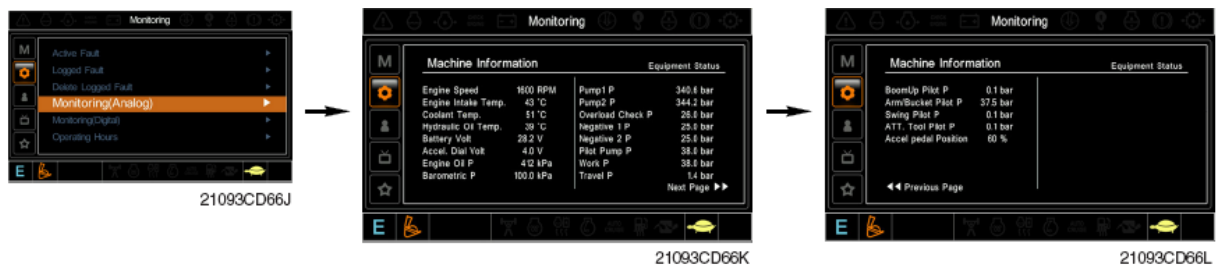 Monitoring
M
Active Fault
Logged Fault
Delete Logged Fault
Monitoring(Analog)
Monitoring(Digital)
Operating Hours
E
21093CD66J
Monitoring
M
Machine Information
Equipment Status
Engine Speed 1600 RPM
Engine Intake Temp. 43 °C
Coolant Temp. 51 °C
Hydraulic Oil Temp. 39 °C
Battery Volt 28.2 V
Accel. Dial Volt 4.0 V
Engine Oil P 412 kPa
Barometric P 100.0 kPa
Pump1 P 340.6 bar
Pump2 P 344.2 bar
Overload Check P 26.0 bar
Negative 1 P 25.0 bar
Negative 2 P 25.0 bar
Pilot Pump P 38.0 bar
Work P 38.0 bar
Travel P 1.4 bar
Next Page ▶▶
E
21093CD66K
Monitoring
M
Machine Information
Equipment Status
BoomUp Pilot P 0.1 bar
Arm/Bucket Pilot P 37.5 bar
Swing Pilot P 0.1 bar
ATT. Tool Pilot P 0.1 bar
Accel pedal Position 60 %
◀◀ Previous Page
E
21093CD66L